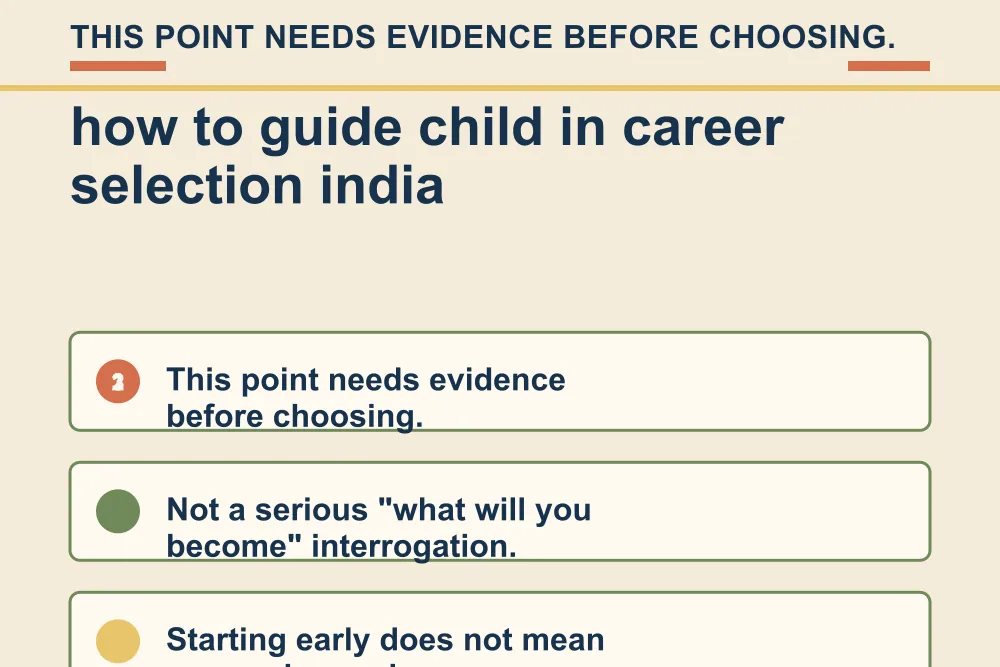 THIS POINT NEEDS EVIDENCE BEFORE CHOOSING.
how to guide child in career
selection india
This point needs evidence
before choosing.
Not a serious "what will you
become" interrogation.
Starting early does not mean